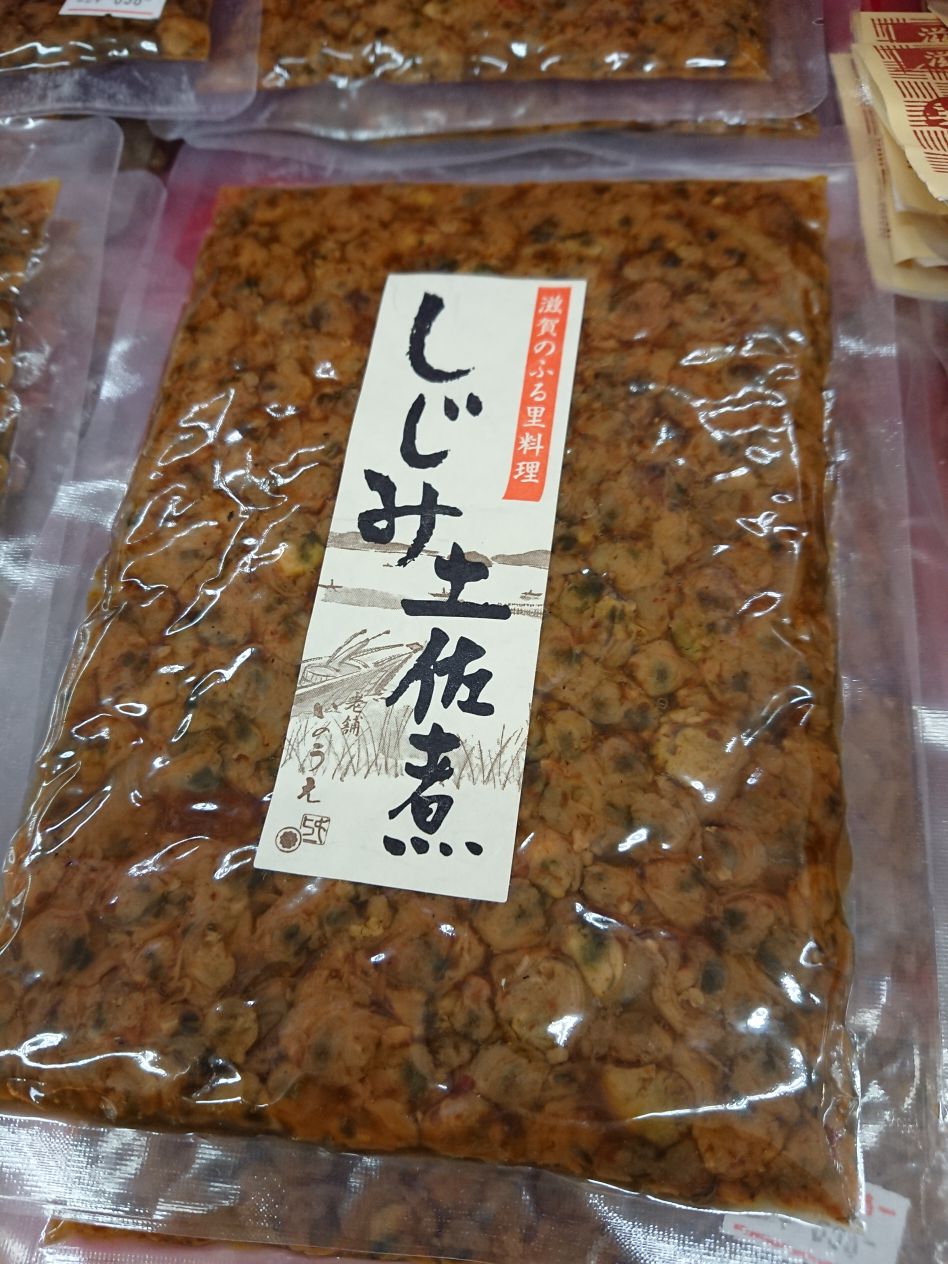 滋賀のふる里料理
しじみ土佐煮
老舗
いのうえ